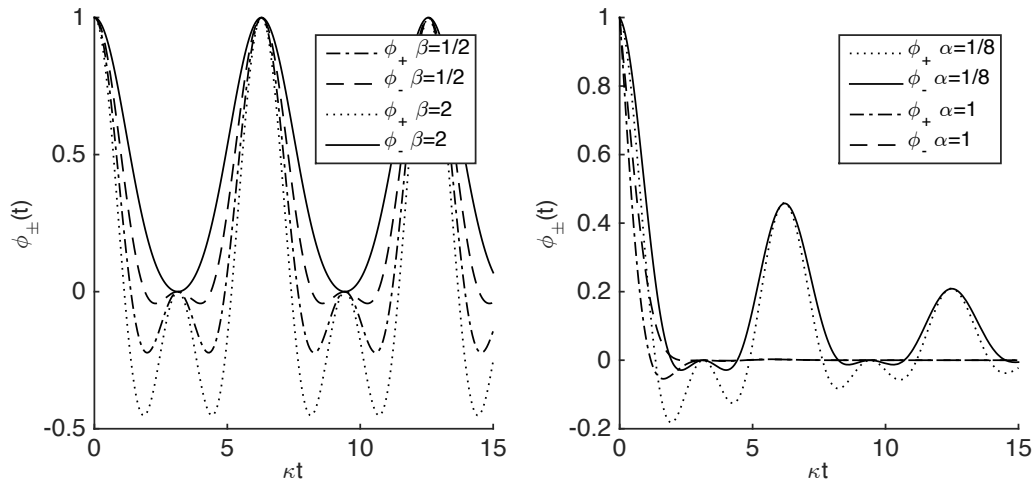 1
0.5
0
-0.5
0
5
10
15
κt
ϕ±(t)
ϕ+ β=1/2
ϕ- β=1/2
ϕ+ β=2
ϕ- β=2
1
0.8
0.6
0.4
0.2
0
-0.2
0
5
10
15
κt
ϕ±(t)
ϕ+ α=1/8
ϕ- α=1/8
ϕ+ α=1
ϕ- α=1